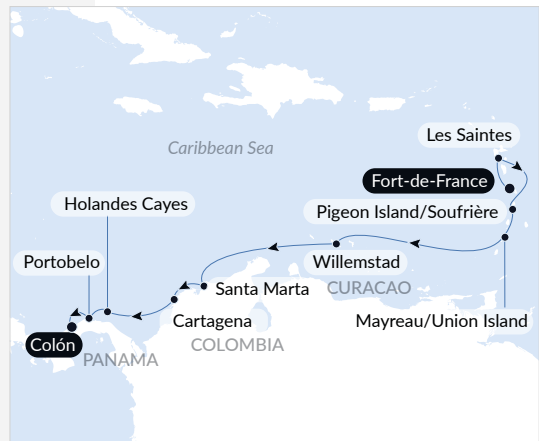 Les Saintes
Caribbean Sea
Fort-de-France
Holandes Cayes
Pigeon Island/Soufrière
Portobelo
Willemstad
Santa Marta
CURACAO
Cartagena
Mayreau/Union Island
Colón
COLOMBIA
PANAMA